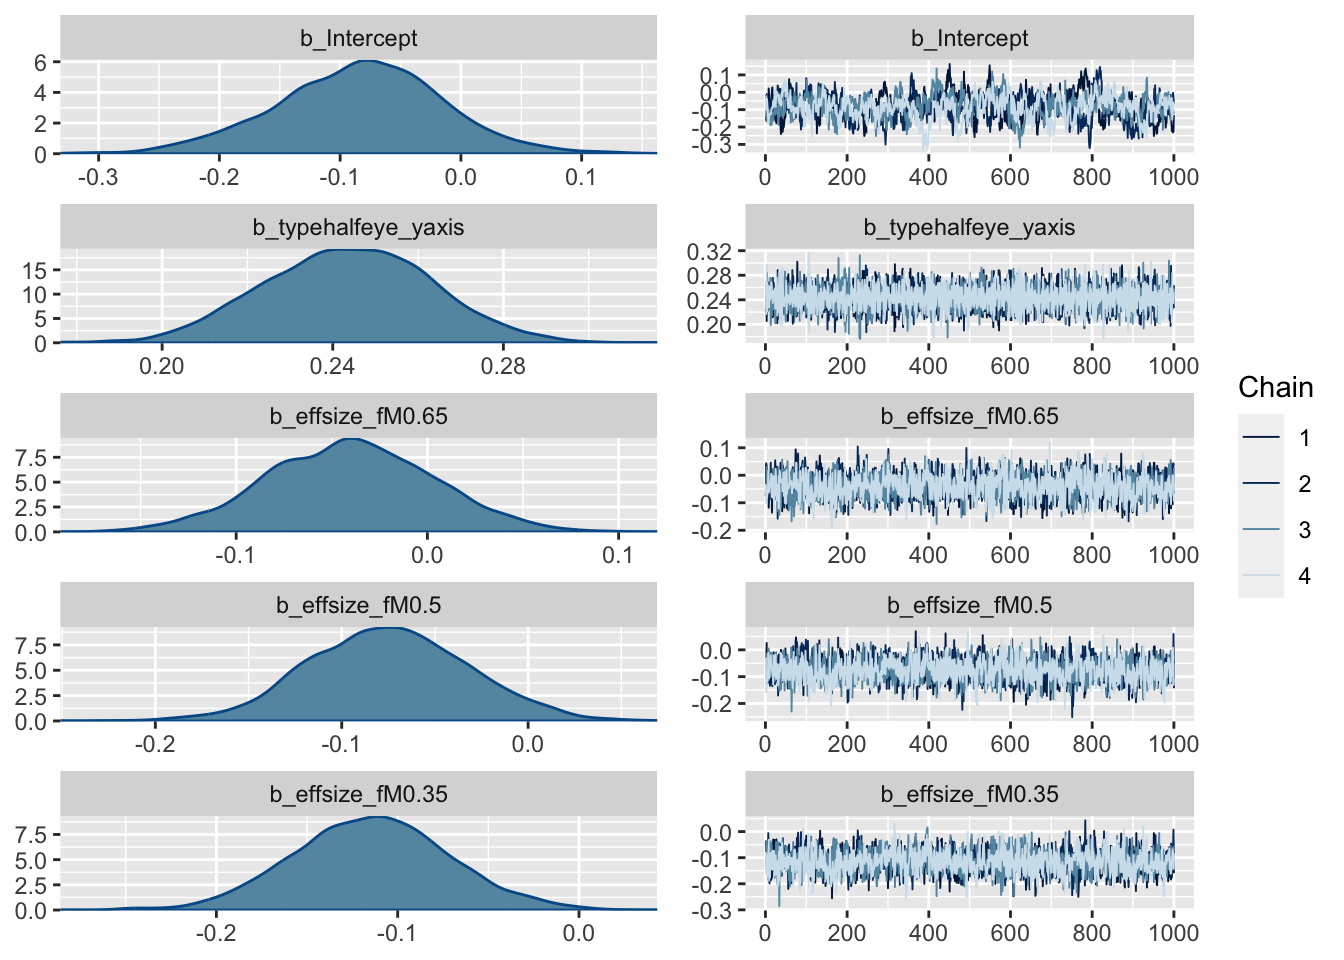 b_Intercept
6
4
2
0
-0.3 -0.2 -0.1 0.0 0.1
b_Intercept
0.1
0.0
-0.1
-0.2
-0.3
0 200 400 600 800 1000
b_typehalfeye_yaxis
15
10
5
0
0.20 0.24 0.28
b_typehalfeye_yaxis
0.32
0.28
0.24
0.20
0 200 400 600 800 1000
b_effsize_fM0.65
7.5
5.0
2.5
0.0
-0.1 0.0 0.1
b_effsize_fM0.65
0.1
0.0
-0.1
-0.2
0 200 400 600 800 1000
b_effsize_fM0.5
7.5
5.0
2.5
0.0
-0.2 -0.1 0.0
b_effsize_fM0.5
0.0
-0.1
-0.2
0 200 400 600 800 1000
b_effsize_fM0.35
7.5
5.0
2.5
0.0
-0.2 -0.1 0.0
b_effsize_fM0.35
0.0
-0.1
-0.2
-0.3
0 200 400 600 800 1000
Chain
1
2
3
4